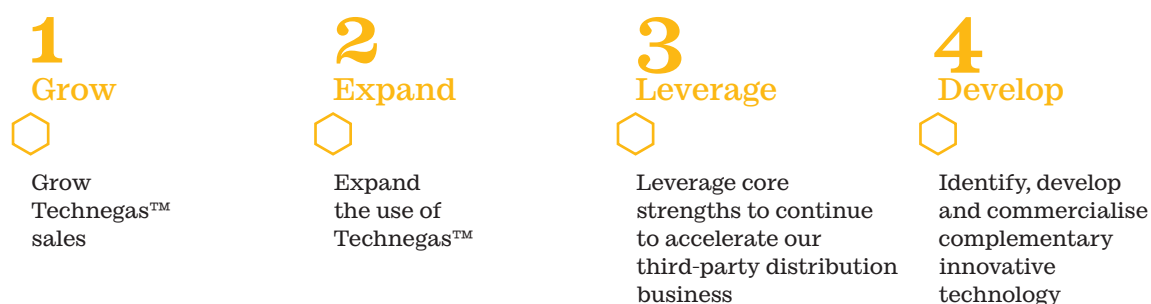 1
Grow
Grow
Technegas™
sales
2
Expand
Expand
the use of
Technegas™
3
Leverage
Leverage core
strengths to continue
to accelerate our
third-party distribution
business
4
Develop
Identify, develop
and commercialise
complementary
innovative
technology